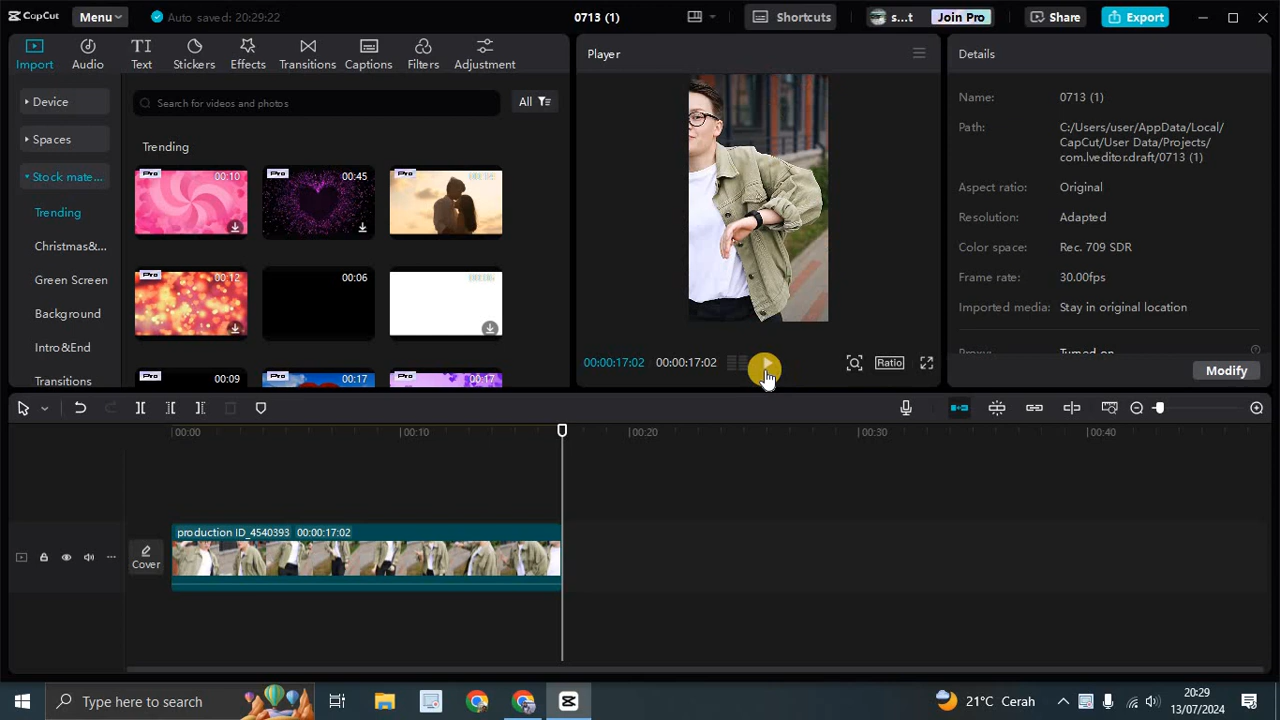 CapCut
Menu
Auto saved: 20:29:22
0713 (1)
Shortcuts
s...t
Join Pro
Share
Export
Import
Audio
Text
Stickers
Effects
Transitions
Captions
Filters
Adjustment
Device
Spaces
Stock mate...
Trending
Christmas&...
Green Screen
Background
Intro&End
Transitions
Search for videos and photos
All
Trending
Pro
00:10
Pro
00:45
Pro
Pro
00:12
00:06
00:09
00:17
00:17
Player
00:00:17:02
00:00:17:02
Ratio
Details
Name:
0713 (1)
Path:
C:/Users/user/AppData/Local/
CapCut/User Data/Projects/
com.lveditor.draft/0713 (1)
Aspect ratio:
Original
Resolution:
Adapted
Color space:
Rec. 709 SDR
Frame rate:
30.00fps
Imported media:
Stay in original location
Proxy:
Turned on
Modify
00:00
00:10
00:20
00:30
00:40
production ID_4540393 00:00:17:02
Cover
Type here to search
21°C Cerah
20:29
13/07/2024